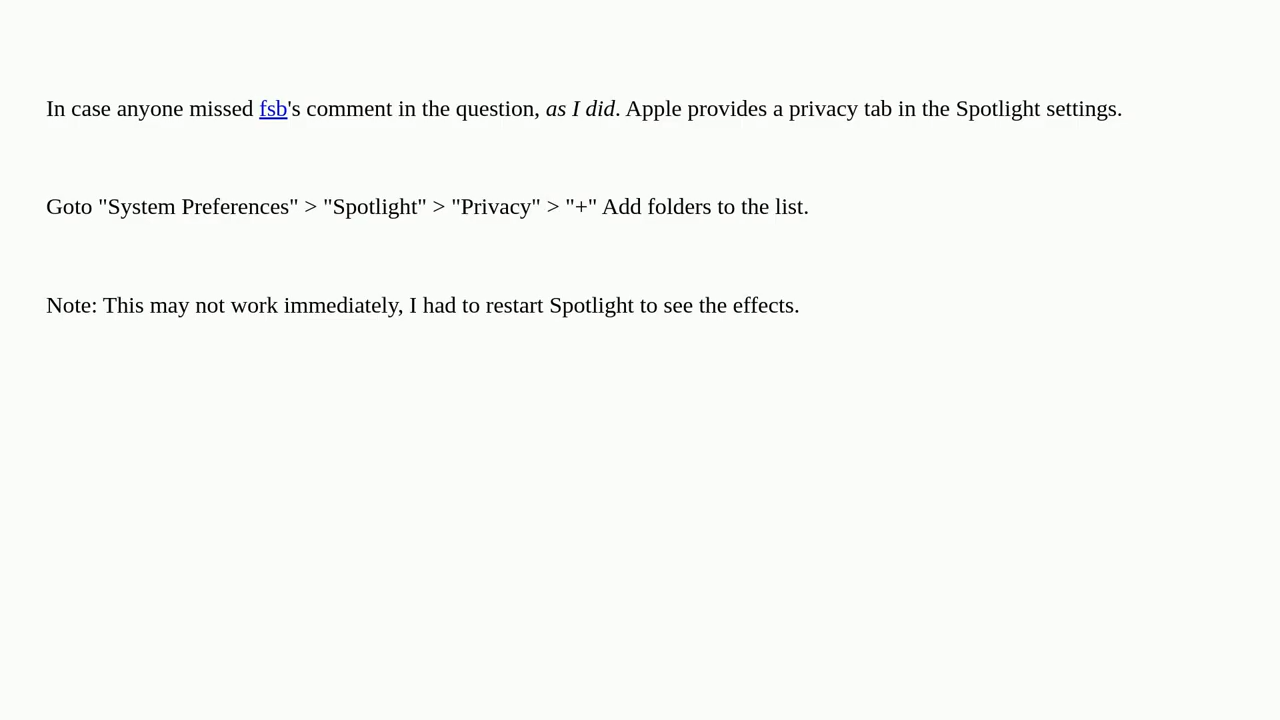 In case anyone missed fsb's comment in the question, as I did. Apple provides a privacy tab in the Spotlight settings.
Goto "System Preferences" > "Spotlight" > "Privacy" > "+" Add folders to the list.
Note: This may not work immediately, I had to restart Spotlight to see the effects.